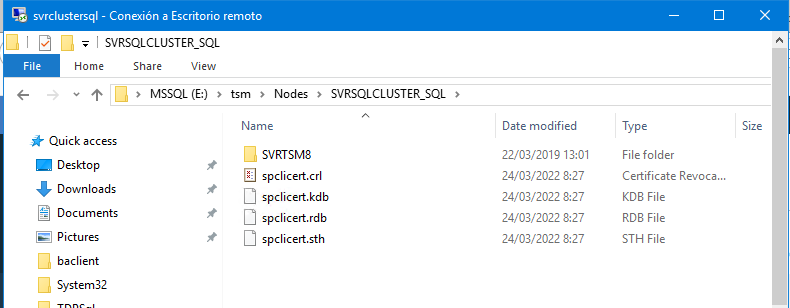 svrclustersql - Conexión a Escritorio remoto
SVRSQLCLUSTER_SQL
File Home Share View
MSSQL (E:) tsm Nodes SVRSQLCLUSTER_SQL
Name Date modified Type Size
Quick access
Desktop
Downloads
Documents
Pictures
baclient
System32
TDPSql
SVRTSM8 22/03/2019 13:01 File folder
spclicert.crl 24/03/2022 8:27 Certificate Revoca...
spclicert.kdb 24/03/2022 8:27 KDB File
spclicert.rdb 24/03/2022 8:27 RDB File
spclicert.sth 24/03/2022 8:27 STH File